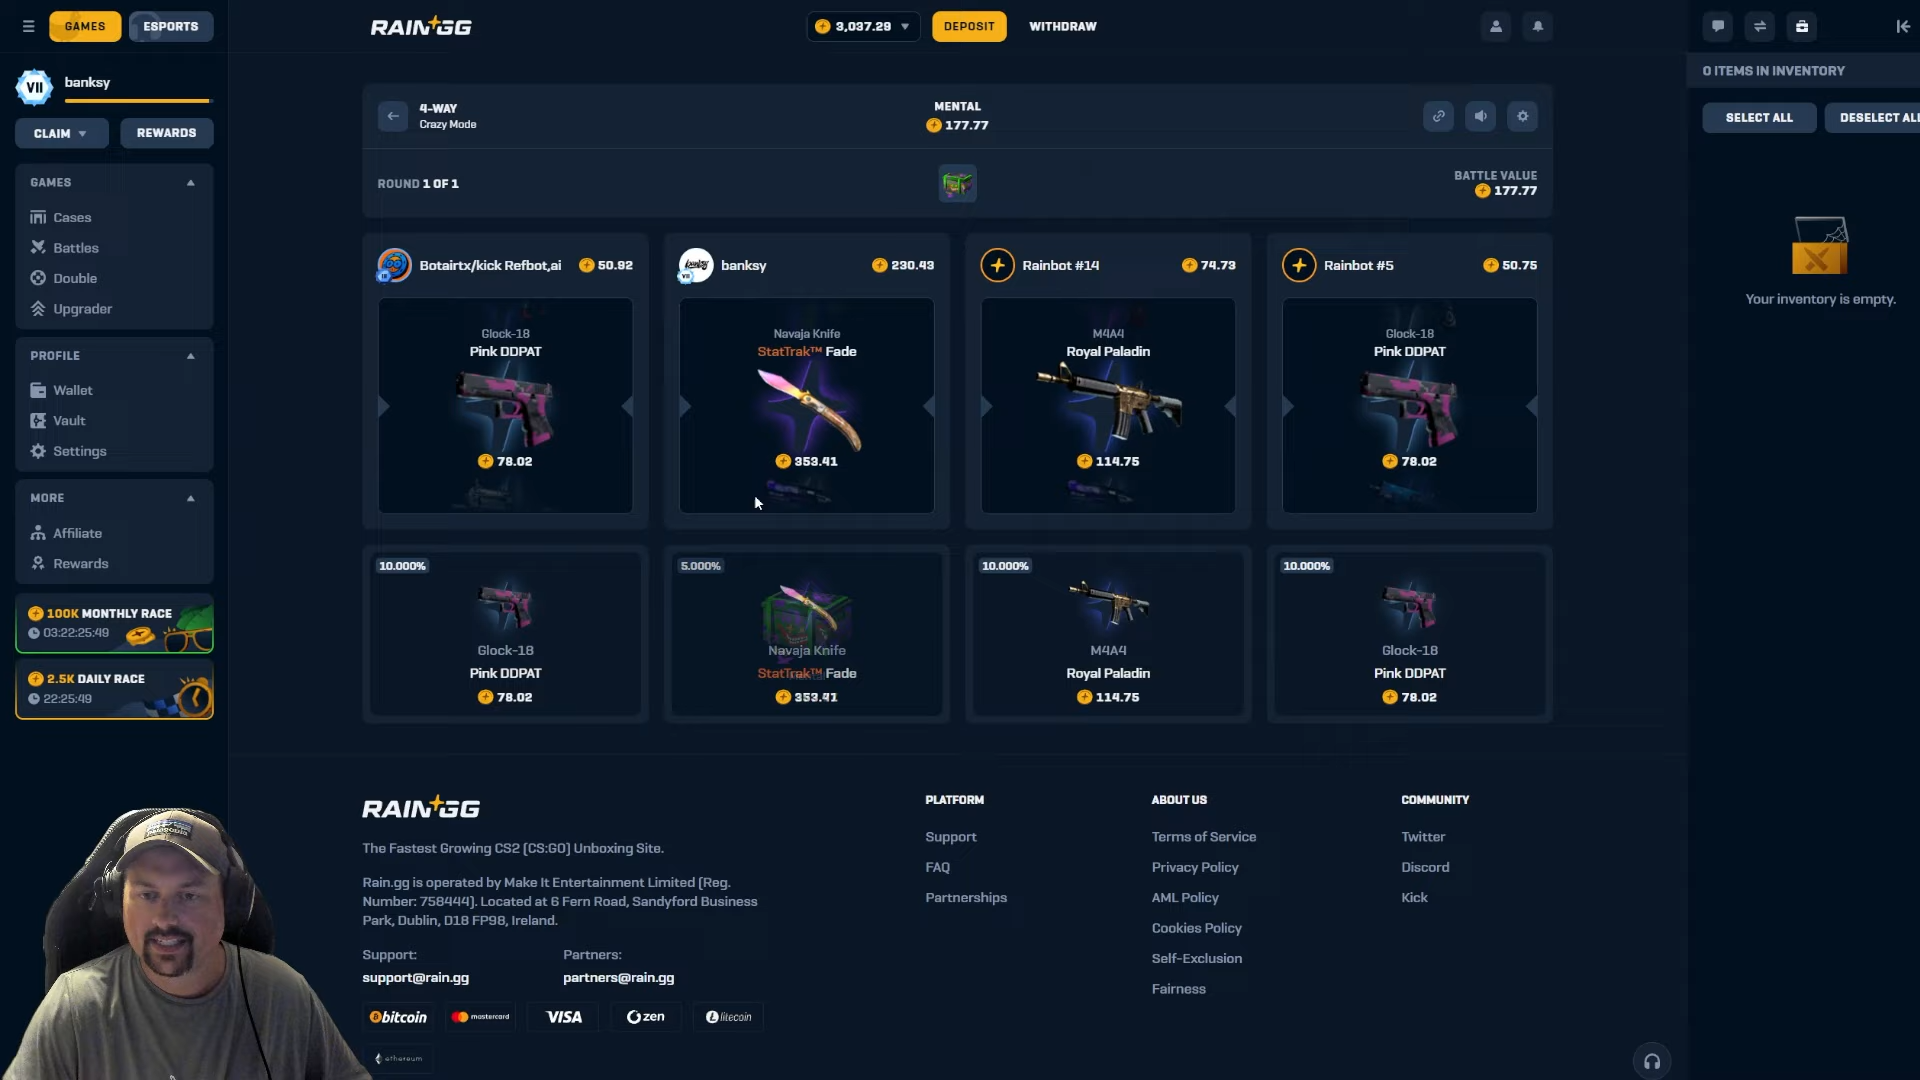 GAMES
ESPORTS
RAIN GG
3,037.29
DEPOSIT
WITHDRAW
VII
banksy
CLAIM
REWARDS
GAMES
Cases
Battles
Double
Upgrader
PROFILE
Wallet
Vault
Settings
MORE
Affiliate
Rewards
100K MONTHLY RACE
03:22:25:49
2.5K DAILY RACE
22:25:49
4-WAY
Crazy Mode
MENTAL
177.77
ROUND 1 OF 1
BATTLE VALUE
177.77
Botairtx/kick Refbot,ai
50.92
banksy
230.43
Rainbot #14
74.73
Rainbot #5
50.75
Glock-18
Pink DDPAT
78.02
Navaja Knife
StatTrak™ Fade
353.41
M4A4
Royal Paladin
114.75
Glock-18
Pink DDPAT
78.02
10.000%
Glock-18
Pink DDPAT
78.02
5.000%
Navaja Knife
StatTrak™ Fade
353.41
10.000%
M4A4
Royal Paladin
114.75
10.000%
Glock-18
Pink DDPAT
78.02
RAIN GG
The Fastest Growing CS2 (CS:GO) Unboxing Site.
Rain.gg is operated by Make It Entertainment Limited (Reg.
Number: 758444). Located at 6 Fern Road, Sandyford Business
Park, Dublin, D18 FP98, Ireland.
Support:
support@rain.gg
Partners:
partners@rain.gg
bitcoin
mastercard
VISA
zen
litecoin
ethereum
PLATFORM
Support
FAQ
Partnerships
ABOUT US
Terms of Service
Privacy Policy
AML Policy
Cookies Policy
Self-Exclusion
Fairness
COMMUNITY
Twitter
Discord
Kick
0 ITEMS IN INVENTORY
SELECT ALL
DESELECT ALL
Your inventory is empty.